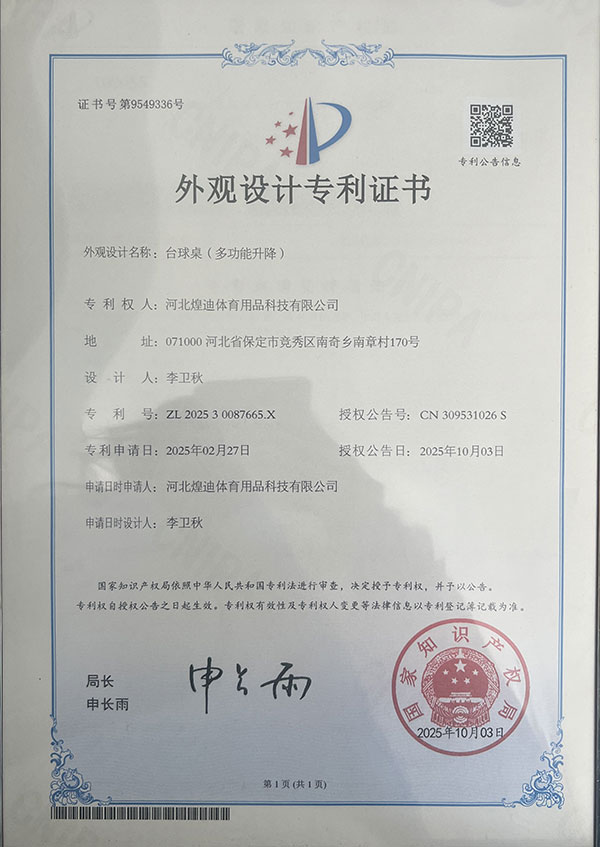 证书号第9549336号
专利公告信息
外观设计专利证书
外观设计名称：台球桌（多功能升降）
专利权人：河北煌迪体育用品科技有限公司
地址：071000 河北省保定市竞秀区南奇乡南章村170号
设计人：李卫秋
专利号：ZL 2025 3 0087665.X 授权公告号：CN 309531026 S
专利申请日：2025年02月27日 授权公告日：2025年10月03日
申请日时申请人：河北煌迪体育用品科技有限公司
申请日时设计人：李卫秋
国家知识产权局依照中华人民共和国专利法进行审查，决定授予专利权，并予以公告。
专利权自授权公告之日起生效。专利权有效性及专利权人变更等法律信息以专利登记簿记载为准。
局长
申长雨
申长雨
国家知识产权局
2025年10月03日
第1页(共1页)